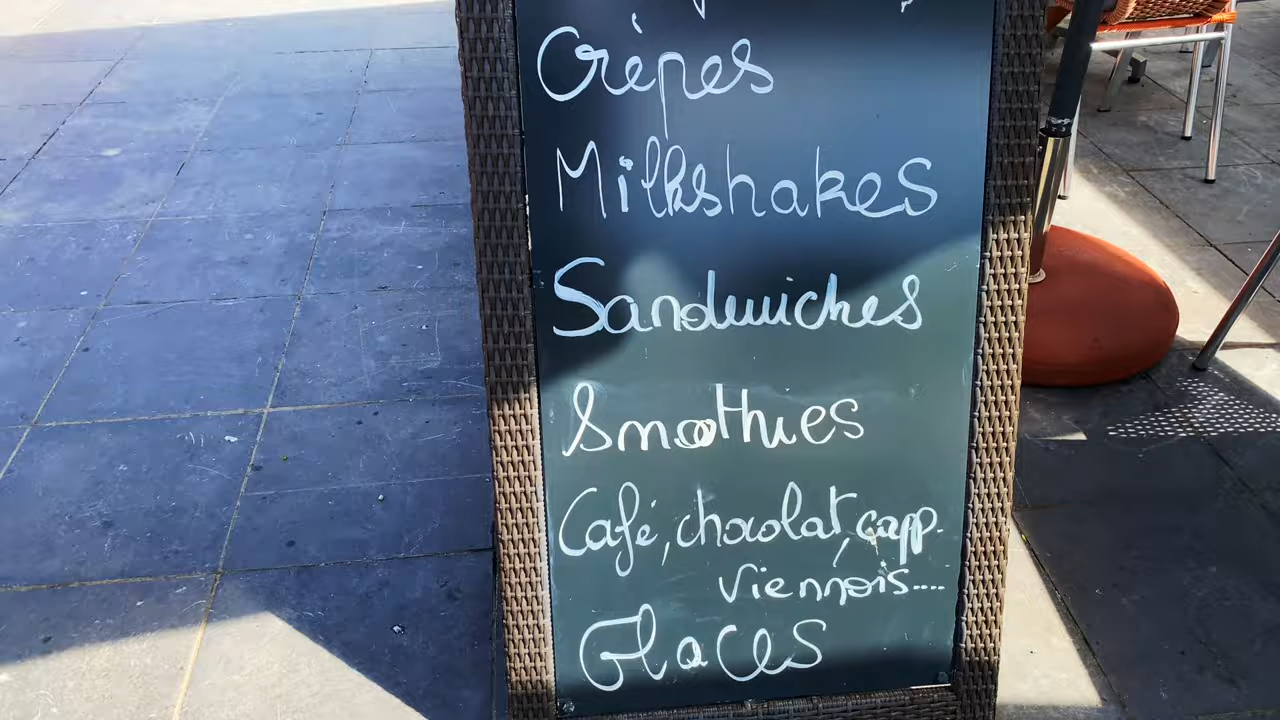 Crêpes
Milkshakes
Sandwiches
Smoothies
Café, chocolat, capp.
Viennois....
Glaces